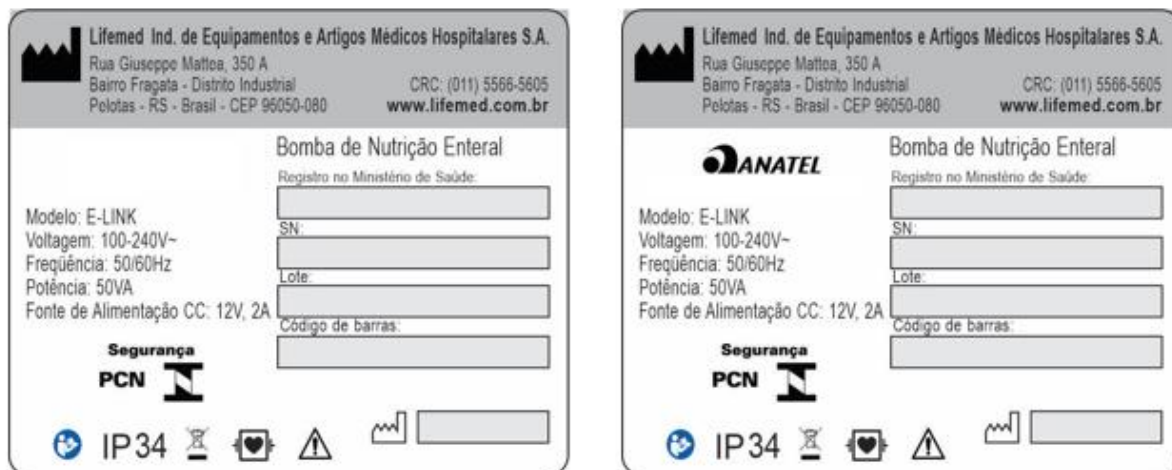 Lifemed Ind. de Equipamentos e Artigos Médicos Hospitalares S.A.
Rua Giuseppe Mattea, 350 A
Bairro Fragata - Distrito Industrial
CRC: (011) 5566-5605
Pelotas - RS - Brasil - CEP 96050-080
www.lifemed.com.br
Bomba de Nutrição Enteral
Registro no Ministério de Saúde:
Modelo: E-LINK
SN:
Voltagem: 100-240V~
Freqüência: 50/60Hz
Lote:
Potência: 50VA
Fonte de Alimentação CC: 12V, 2A
Código de barras:
Segurança
PCN
IP34
Lifemed Ind. de Equipamentos e Artigos Médicos Hospitalares S.A.
Rua Giuseppe Mattea, 350 A
Bairro Fragata - Distrito Industrial
CRC: (011) 5566-5605
Pelotas - RS - Brasil - CEP 96050-080
www.lifemed.com.br
ANATEL
Bomba de Nutrição Enteral
Registro no Ministério de Saúde:
Modelo: E-LINK
SN:
Voltagem: 100-240V~
Freqüência: 50/60Hz
Lote:
Potência: 50VA
Fonte de Alimentação CC: 12V, 2A
Código de barras:
Segurança
PCN
IP34